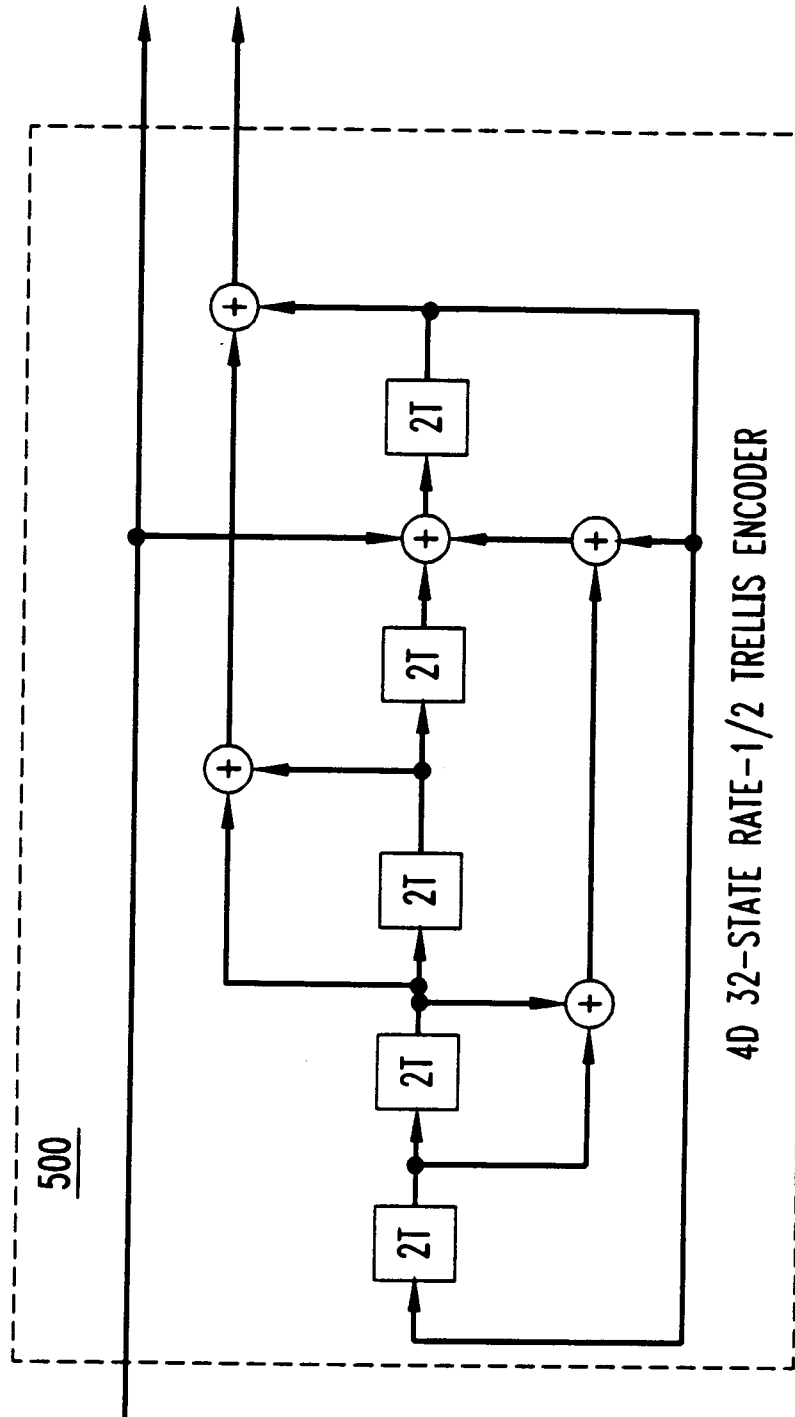 500
+
+
2T
2T
2T
2T
+
2T
+
+
4D 32-STATE RATE-1/2 TRELLIS ENCODER